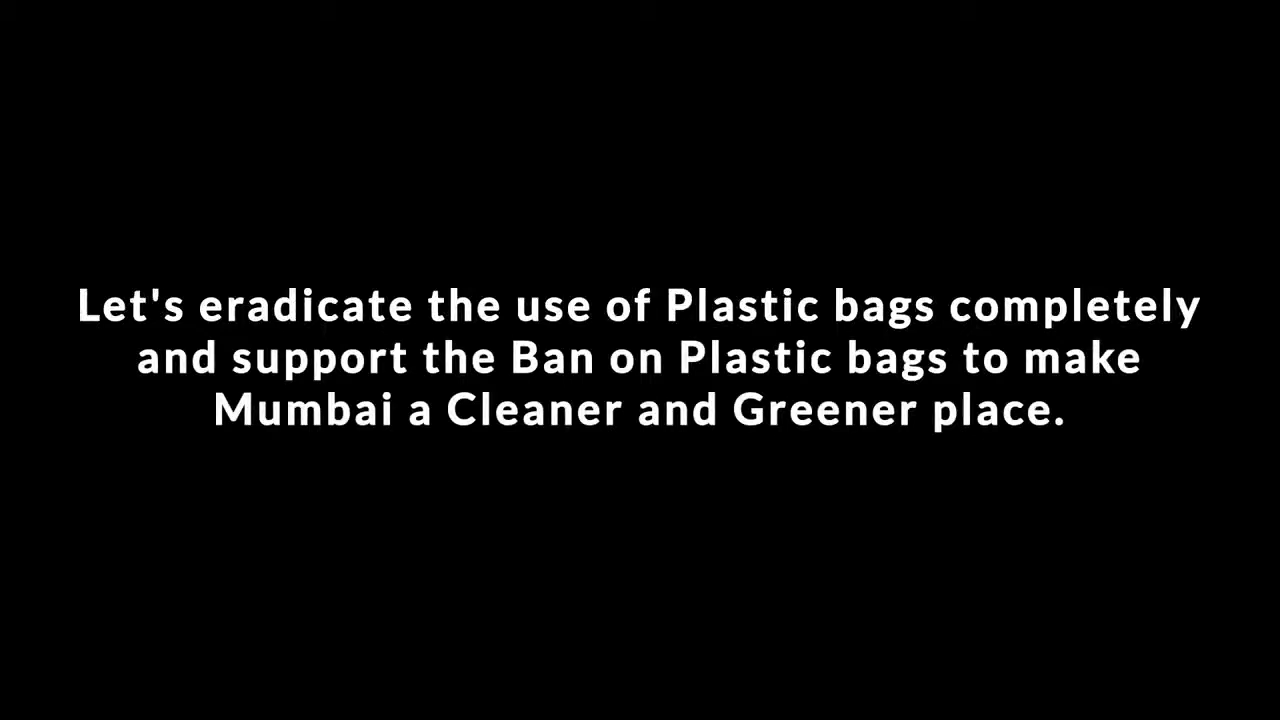 Let's eradicate the use of Plastic bags completely
and support the Ban on Plastic bags to make
Mumbai a Cleaner and Greener place.